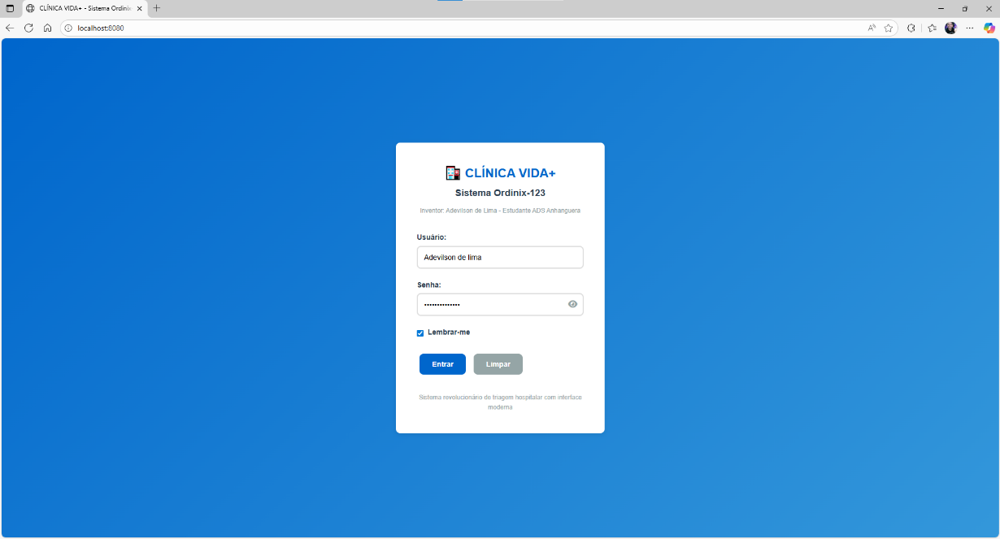 CLÍNICA VIDA+ - Sistema Ordinix
localhost:8080
CLÍNICA VIDA+
Sistema Ordinix-123
Inventor: Adevilson de Lima - Estudante ADS Anhanguera
Usuário:
Adevilson de lima
Senha:
••••••••••••••
Lembrar-me
Entrar
Limpar
Sistema revolucionário de triagem hospitalar com interface
moderna